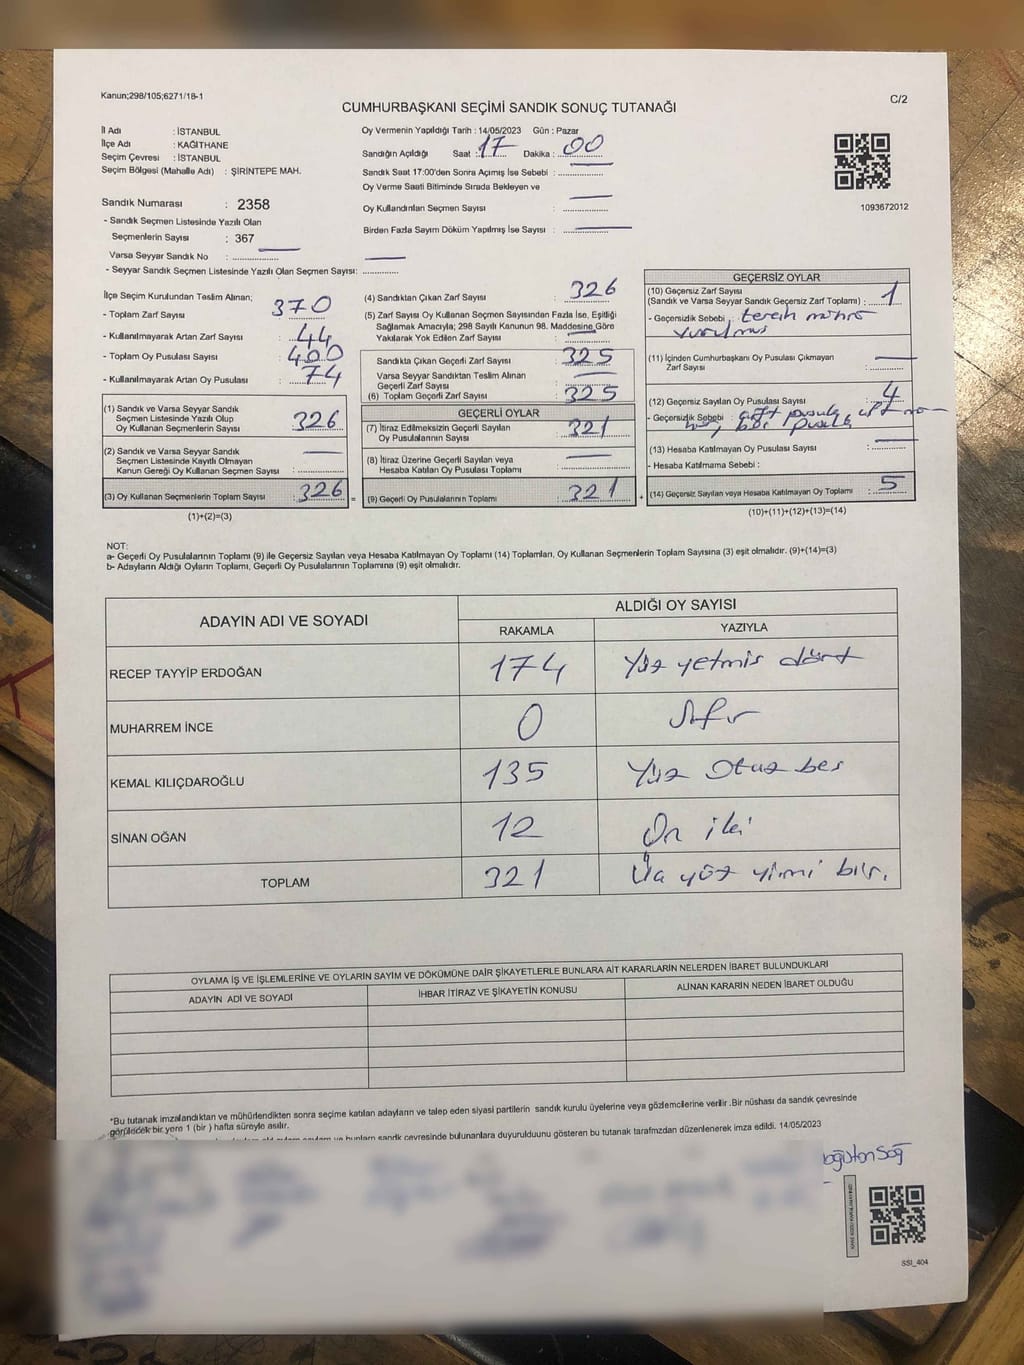 Kanun;298/105;6271/18-1
C/2
CUMHURBAŞKANI SEÇİMİ SANDIK SONUÇ TUTANAĞI
İl Adı : İSTANBUL
İlçe Adı : KAĞITHANE
Seçim Çevresi : İSTANBUL
Seçim Bölgesi (Mahalle Adı) : ŞİRİNTEPE MAH.
Sandık Numarası : 2358
- Sandık Seçmen Listesinde Yazılı Olan
Seçmenlerin Sayısı : 367
Varsa Seyyar Sandık No : ..................
- Seyyar Sandık Seçmen Listesinde Yazılı Olan Seçmen Sayısı: ..............
Oy Vermenin Yapıldığı Tarih : 14/05/2023 Gün : Pazar
Sandığın Açıldığı Saat : 17 Dakika : 00
Sandık Saat 17:00'den Sonra Açımış İse Sebebi : ..................
Oy Verme Saati Bitiminde Sırada Bekleyen ve
Oy Kullandırılan Seçmen Sayısı : ..................
Birden Fazla Sayım Döküm Yapılmış İse Sayısı : ..................
1093672012
İlçe Seçim Kurulundan Teslim Alınan;
- Toplam Zarf Sayısı : 370
- Kullanılmayarak Artan Zarf Sayısı : 44
- Toplam Oy Pusulası Sayısı : 400
- Kullanılmayarak Artan Oy Pusulası : 74
(1) Sandık ve Varsa Seyyar Sandık
Seçmen Listesinde Yazılı Olup
Oy Kullanan Seçmenlerin Sayısı : 326
(2) Sandık ve Varsa Seyyar Sandık
Seçmen Listesinde Kayıtlı Olmayan
Kanun Gereği Oy Kullanan Seçmen Sayısı : ..................
(3) Oy Kullanan Seçmenlerin Toplam Sayısı : 326 =
(1)+(2)=(3)
(4) Sandıktan Çıkan Zarf Sayısı : 326
(5) Zarf Sayısı Oy Kullanan Seçmen Sayısından Fazla İse, Eşitliği
Sağlamak Amacıyla; 298 Sayılı Kanunun 98. Maddesine Göre
Yakılarak Yok Edilen Zarf Sayısı : ..................
Sandıkta Çıkan Geçerli Zarf Sayısı : 325
Varsa Seyyar Sandıktan Teslim Alınan
Geçerli Zarf Sayısı : ..................
(6) Toplam Geçerli Zarf Sayısı : 325
GEÇERLİ OYLAR
(7) İtiraz Edilmeksizin Geçerli Sayılan
Oy Pusulalarının Sayısı : 321
(8) İtiraz Üzerine Geçerli Sayılan veya
Hesaba Katılan Oy Pusulası Toplamı : ..................
(9) Geçerli Oy Pusulalarının Toplamı : 321 +
GEÇERSİZ OYLAR
(10) Geçersiz Zarf Sayısı
(Sandık ve Varsa Seyyar Sandık Geçersiz Zarf Toplamı) : 1
- Geçersizlik Sebebi : tercih mührü
vurulmuş
(11) İçinden Cumhurbaşkanı Oy Pusulası Çıkmayan
Zarf Sayısı : ..................
(12) Geçersiz Sayılan Oy Pusulası Sayısı : 4
- Geçersizlik Sebebi : çift pusula, çift
pusula
(13) Hesaba Katılmayan Oy Pusulası Sayısı : ..................
- Hesaba Katılmama Sebebi :
(14) Geçersiz Sayılan veya Hesaba Katılmayan Oy Toplamı : 5
(10)+(11)+(12)+(13)=(14)
NOT:
a- Geçerli Oy Pusulalarının Toplamı (9) ile Geçersiz Sayılan veya Hesaba Katılmayan Oy Toplamı (14) Toplamları, Oy Kullanan Seçmenlerin Toplam Sayısına (3) eşit olmalıdır. (9)+(14)=(3)
b- Adayların Aldığı Oyların Toplamı, Geçerli Oy Pusulalarının Toplamına (9) eşit olmalıdır.
ADAYIN ADI VE SOYADI ALDIĞI OY SAYISI
RAKAMLA YAZIYLA
RECEP TAYYİP ERDOĞAN 174 Yüz yetmiş dört
MUHARREM İNCE 0 Sıfır
KEMAL KILIÇDAROĞLU 135 Yüz Otuz beş
SİNAN OĞAN 12 On iki
TOPLAM 321 Üç yüz yirmi bir.
OYLAMA İŞ VE İŞLEMLERİNE VE OYLARIN SAYIM VE DÖKÜMÜNE DAİR ŞİKAYETLERLE BUNLARA AİT KARARLARIN NELERDEN İBARET BULUNDUKLARI
ADAYIN ADI VE SOYADI İHBAR İTİRAZ VE ŞİKAYETİN KONUSU ALINAN KARARIN NEDEN İBARET OLDUĞU
*Bu tutanak imzalandıktan ve mühürlendikten sonra seçime katılan adayların ve talep eden siyasi partilerin sandık kurulu üyelerine veya gözlemcilerine verilir .Bir nüshası da sandık çevresinde
görülecek bir yere 1 (bir ) hafta süreyle asılır.
ve bunların sandık çevresinde bulunanlara duyurulduunu gösteren bu tutanak tarafmzdan düzenlenerek imza edildi. 14/05/2023
SSI_404